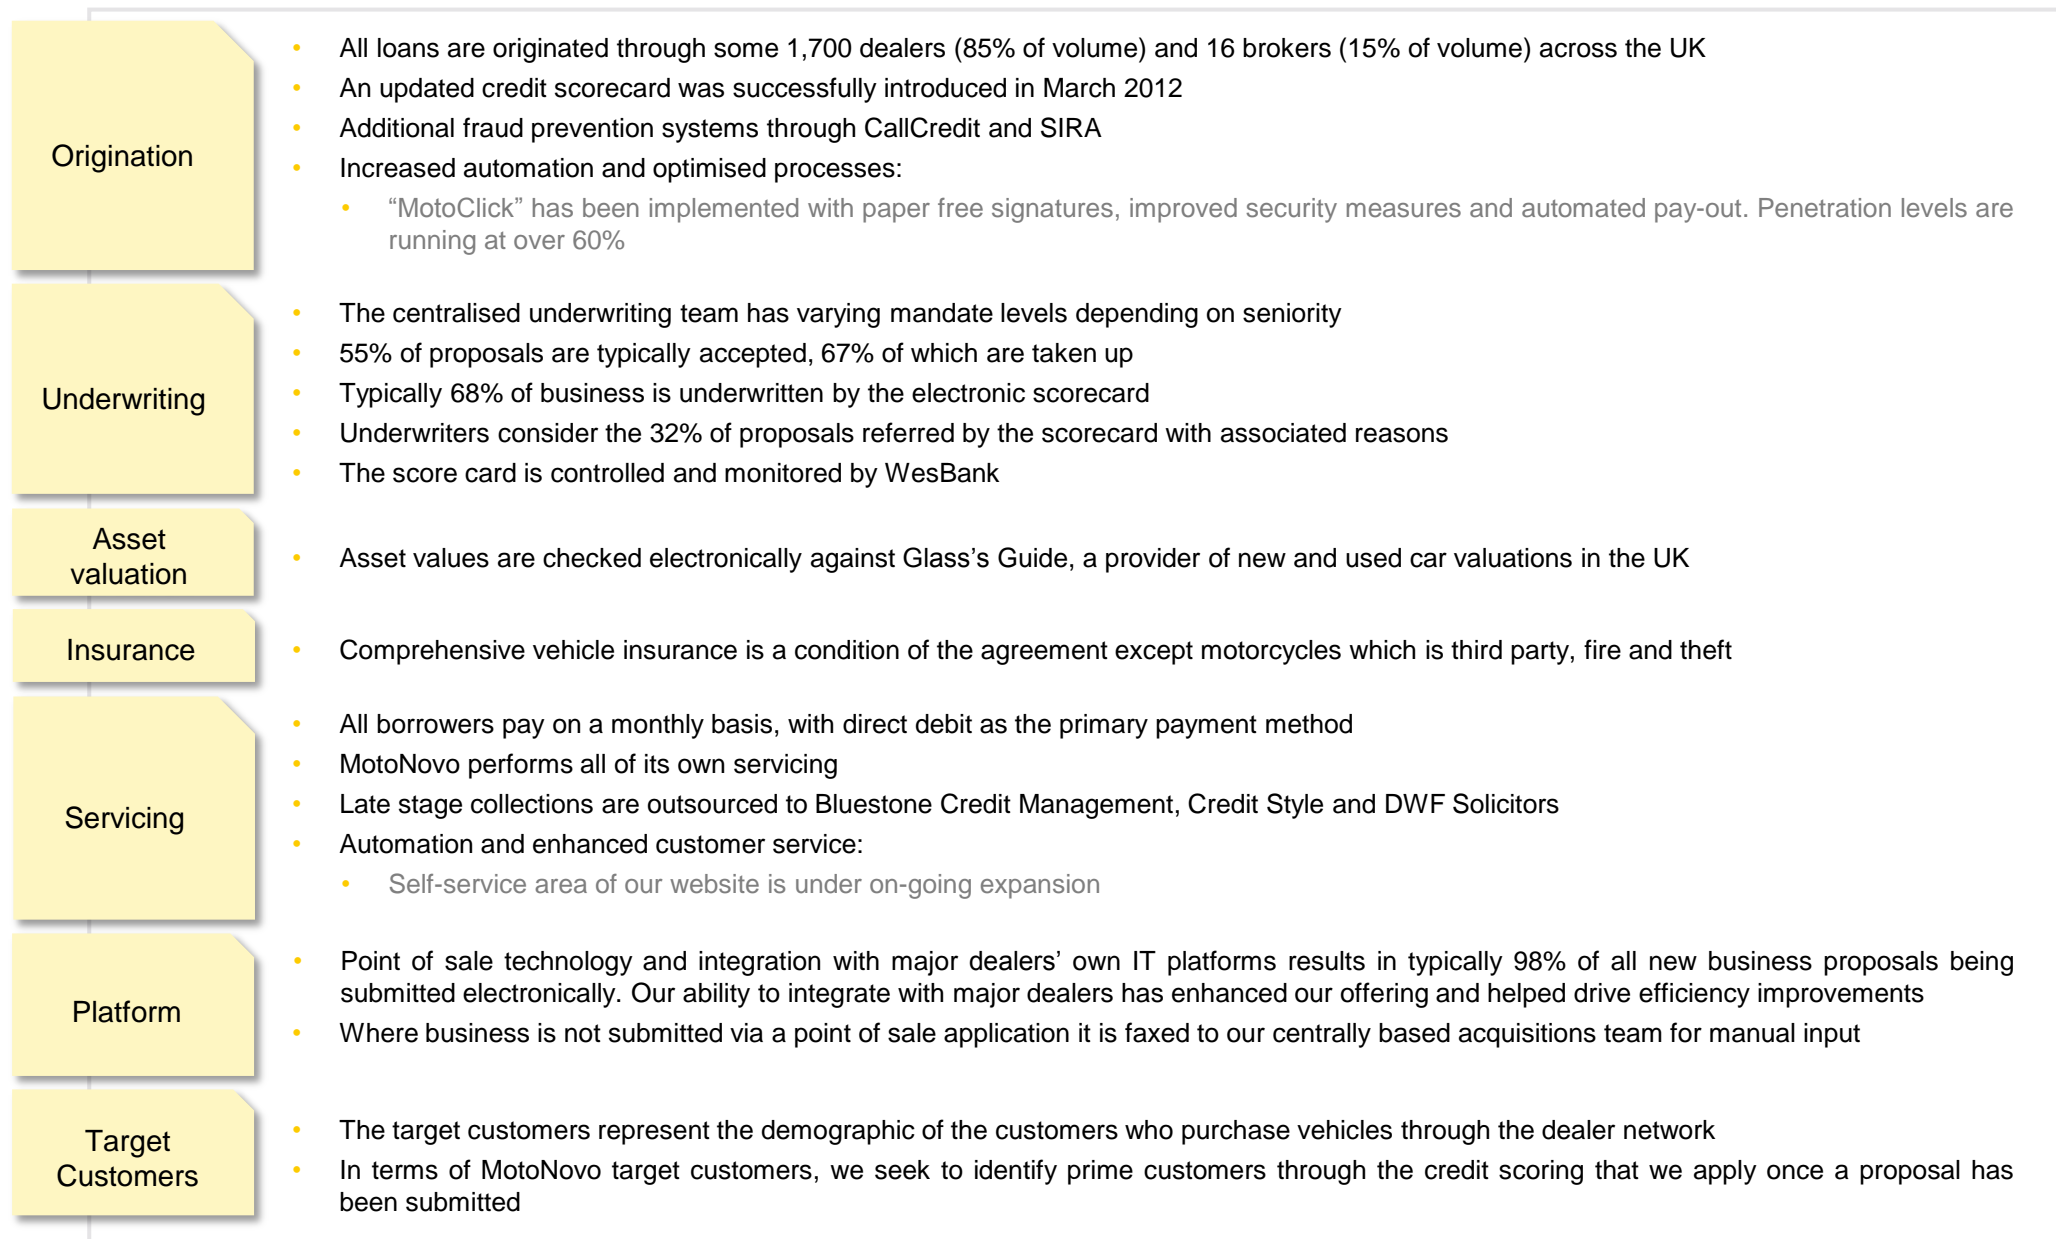 Origination
• All loans are originated through some 1,700 dealers (85% of volume) and 16 brokers (15% of volume) across the UK
• An updated credit scorecard was successfully introduced in March 2012
• Additional fraud prevention systems through CallCredit and SIRA
• Increased automation and optimised processes:
• “MotoClick” has been implemented with paper free signatures, improved security measures and automated pay-out. Penetration levels are
running at over 60%
Underwriting
• The centralised underwriting team has varying mandate levels depending on seniority
• 55% of proposals are typically accepted, 67% of which are taken up
• Typically 68% of business is underwritten by the electronic scorecard
• Underwriters consider the 32% of proposals referred by the scorecard with associated reasons
• The score card is controlled and monitored by WesBank
Asset
valuation
• Asset values are checked electronically against Glass’s Guide, a provider of new and used car valuations in the UK
Insurance
• Comprehensive vehicle insurance is a condition of the agreement except motorcycles which is third party, fire and theft
Servicing
• All borrowers pay on a monthly basis, with direct debit as the primary payment method
• MotoNovo performs all of its own servicing
• Late stage collections are outsourced to Bluestone Credit Management, Credit Style and DWF Solicitors
• Automation and enhanced customer service:
• Self-service area of our website is under on-going expansion
Platform
• Point of sale technology and integration with major dealers’ own IT platforms results in typically 98% of all new business proposals being
submitted electronically. Our ability to integrate with major dealers has enhanced our offering and helped drive efficiency improvements
• Where business is not submitted via a point of sale application it is faxed to our centrally based acquisitions team for manual input
Target
Customers
• The target customers represent the demographic of the customers who purchase vehicles through the dealer network
• In terms of MotoNovo target customers, we seek to identify prime customers through the credit scoring that we apply once a proposal has
been submitted